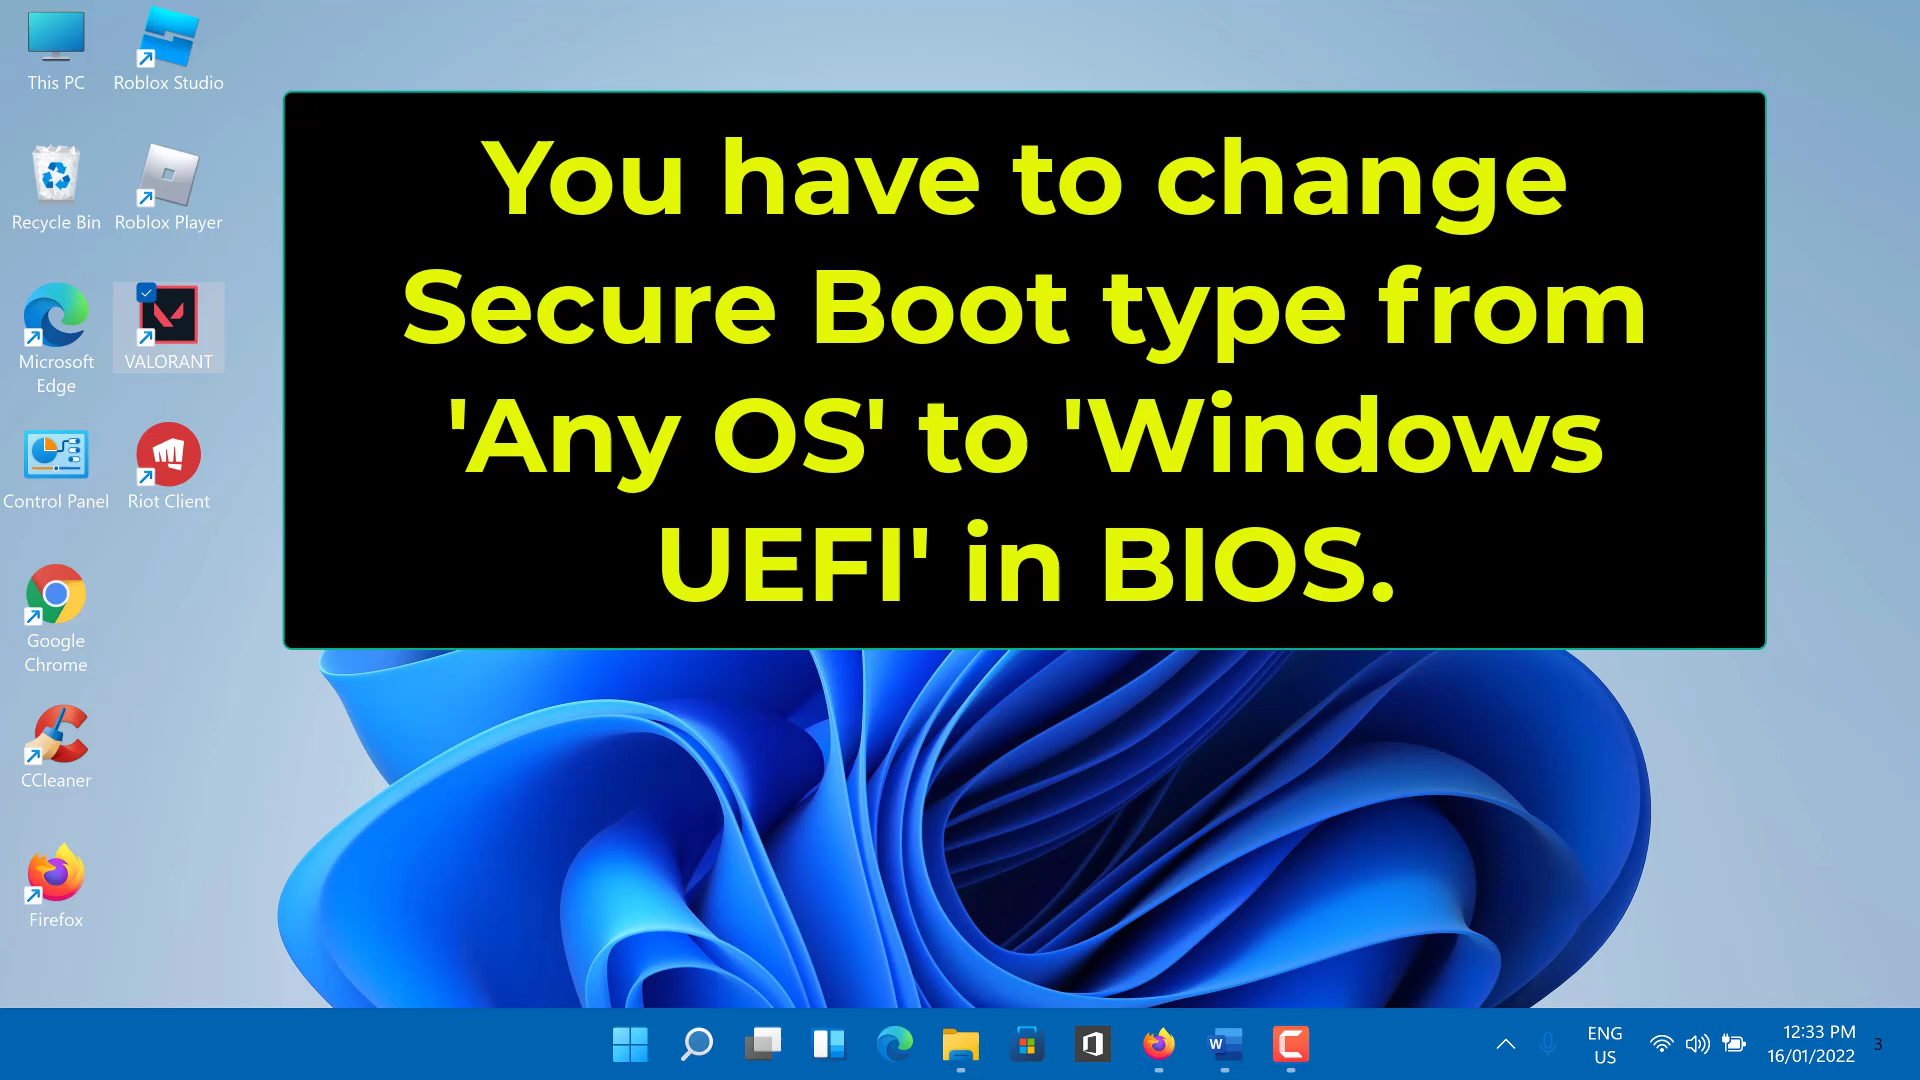 This PC
Roblox Studio
Recycle Bin
Roblox Player
Microsoft
Edge
VALORANT
Control Panel
Riot Client
Google
Chrome
CCleaner
Firefox
You have to change
Secure Boot type from
'Any OS' to 'Windows
UEFI' in BIOS.
W
ENG
US
12:33 PM
16/01/2022
3